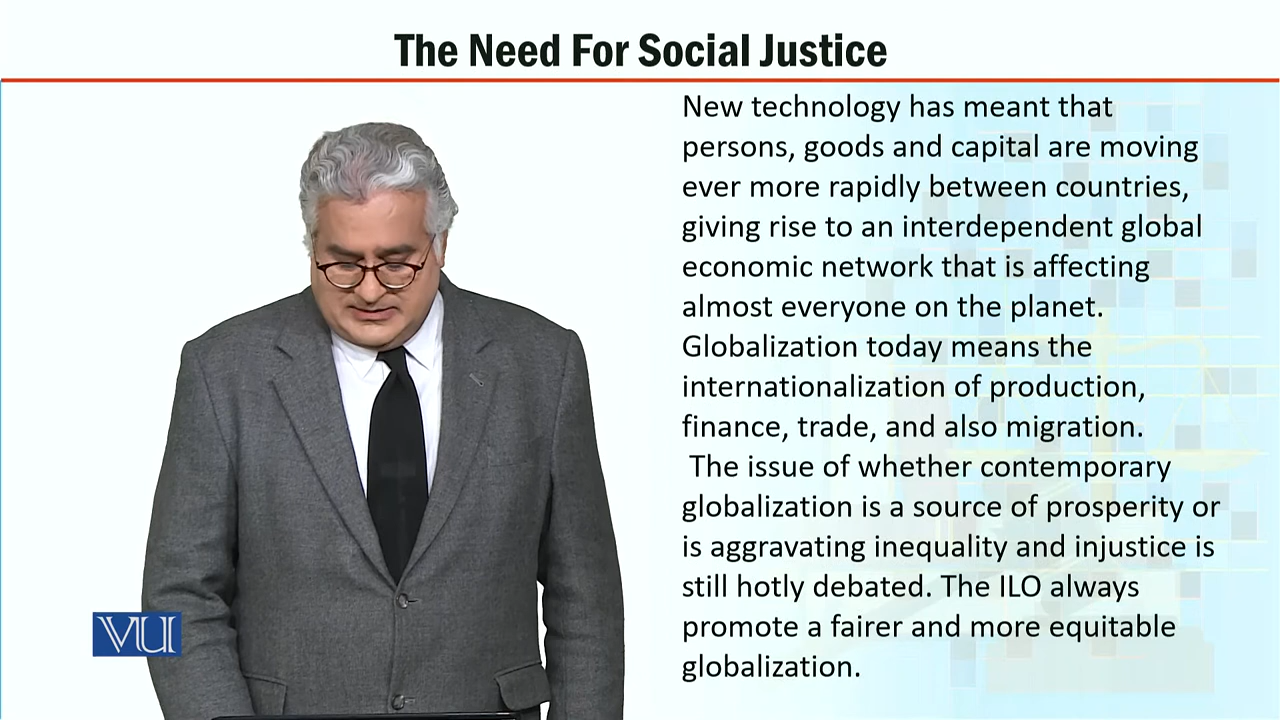 The Need For Social Justice
New technology has meant that
persons, goods and capital are moving
ever more rapidly between countries,
giving rise to an interdependent global
economic network that is affecting
almost everyone on the planet.
Globalization today means the
internationalization of production,
finance, trade, and also migration.
The issue of whether contemporary
globalization is a source of prosperity or
is aggravating inequality and injustice is
still hotly debated. The ILO always
promote a fairer and more equitable
globalization.
VU